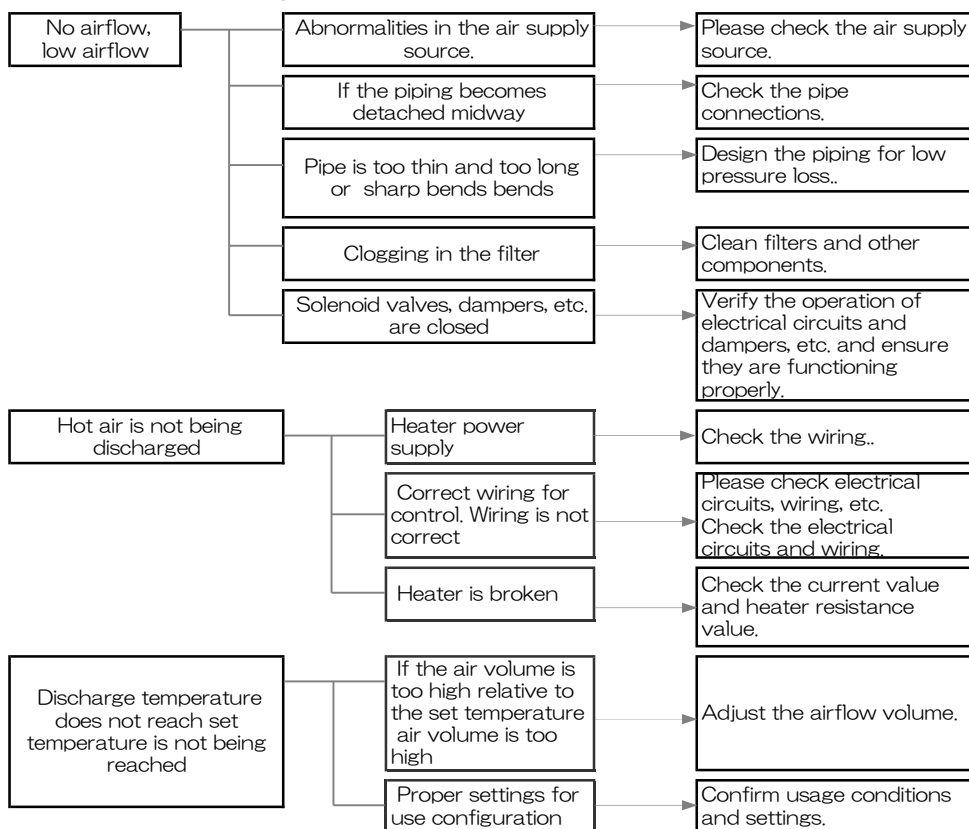 No airflow,
low airflow
Abnormalities in the air supply
source.
Please check the air supply
source.
If the piping becomes
detached midway
Check the pipe
connections.
Pipe is too thin and too long
or sharp bends bends
Design the piping for low
pressure loss..
Clogging in the filter
Clean filters and other
components.
Solenoid valves, dampers, etc.
are closed
Verify the operation of
electrical circuits and
dampers, etc. and ensure
they are functioning
properly.
Hot air is not being
discharged
Heater power
supply
Check the wiring..
Correct wiring for
control. Wiring is not
correct
Please check electrical
circuits, wiring, etc.
Check the electrical
circuits and wiring.
Heater is broken
Check the current value
and heater resistance
value.
Discharge temperature
does not reach set
temperature is not being
reached
If the air volume is
too high relative to
the set temperature
air volume is too
high
Adjust the airflow volume.
Proper settings for
use configuration
Confirm usage conditions
and settings.